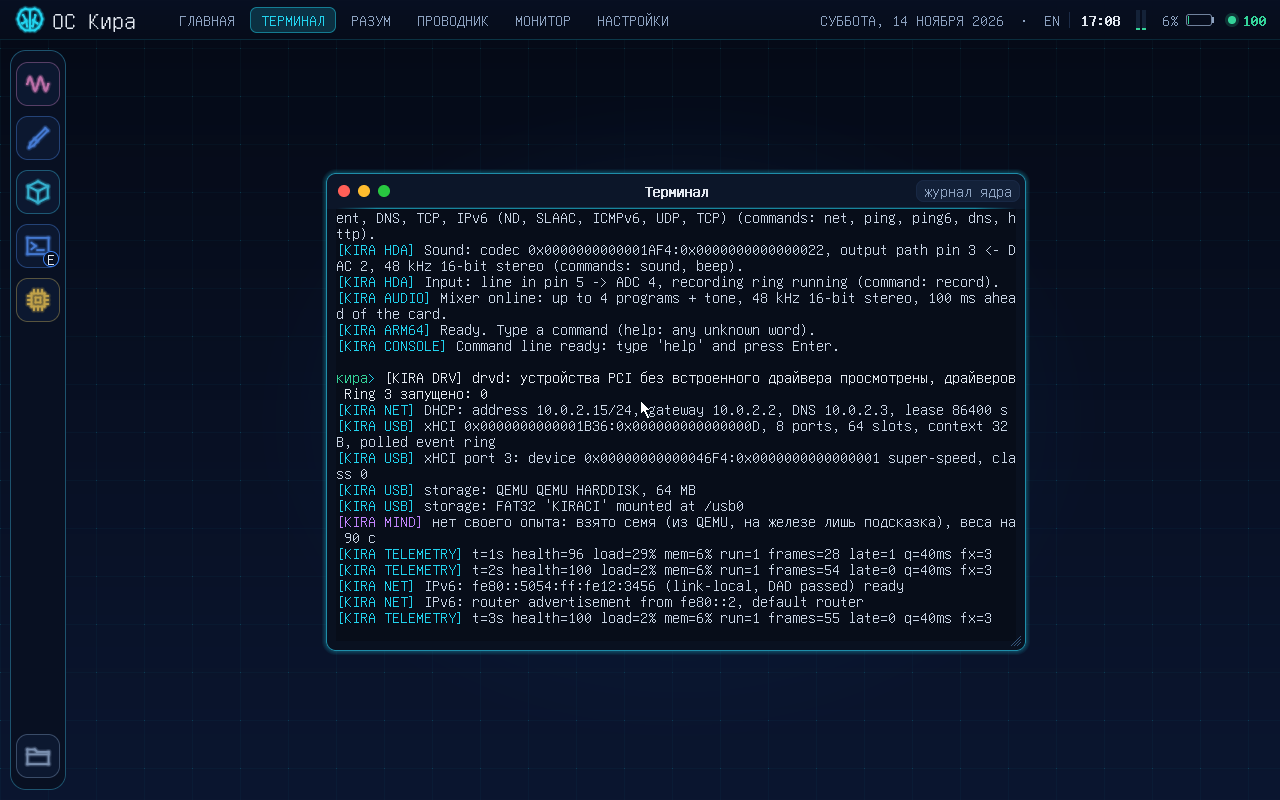 ОС Кира
ГЛАВНАЯ ТЕРМИНАЛ РАЗУМ ПРОВОДНИК МОНИТОР НАСТРОЙКИ
СУББОТА, 14 НОЯБРЯ 2026 · EN 17:08 6% 100
E
Терминал
журнал ядра
ent, DNS, TCP, IPv6 (ND, SLAAC, ICMPv6, UDP, TCP) (commands: net, ping, ping6, dns, h
ttp).
[KIRA HDA] Sound: codec 0x0000000000001AF4:0x0000000000000022, output path pin 3 <- D
AC 2, 48 kHz 16-bit stereo (commands: sound, beep).
[KIRA HDA] Input: line in pin 5 -> ADC 4, recording ring running (command: record).
[KIRA AUDIO] Mixer online: up to 4 programs + tone, 48 kHz 16-bit stereo, 100 ms ahea
d of the card.
[KIRA ARM64] Ready. Type a command (help: any unknown word).
[KIRA CONSOLE] Command line ready: type 'help' and press Enter.
кира> [KIRA DRV] drvd: устройства PCI без встроенного драйвера просмотрены, драйверов
Ring 3 запущено: 0
[KIRA NET] DHCP: address 10.0.2.15/24, gateway 10.0.2.2, DNS 10.0.2.3, lease 86400 s
[KIRA USB] xHCI 0x0000000000001B36:0x000000000000000D, 8 ports, 64 slots, context 32
B, polled event ring
[KIRA USB] xHCI port 3: device 0x00000000000046F4:0x0000000000000001 super-speed, cla
ss 0
[KIRA USB] storage: QEMU QEMU HARDDISK, 64 MB
[KIRA USB] storage: FAT32 'KIRACI' mounted at /usb0
[KIRA MIND] нет своего опыта: взято семя (из QEMU, на железе лишь подсказка), веса на
90 с
[KIRA TELEMETRY] t=1s health=96 load=29% mem=6% run=1 frames=28 late=1 q=40ms fx=3
[KIRA TELEMETRY] t=2s health=100 load=2% mem=6% run=1 frames=54 late=0 q=40ms fx=3
[KIRA NET] IPv6: fe80::5054:ff:fe12:3456 (link-local, DAD passed) ready
[KIRA NET] IPv6: router advertisement from fe80::2, default router
[KIRA TELEMETRY] t=3s health=100 load=2% mem=6% run=1 frames=55 late=0 q=40ms fx=3